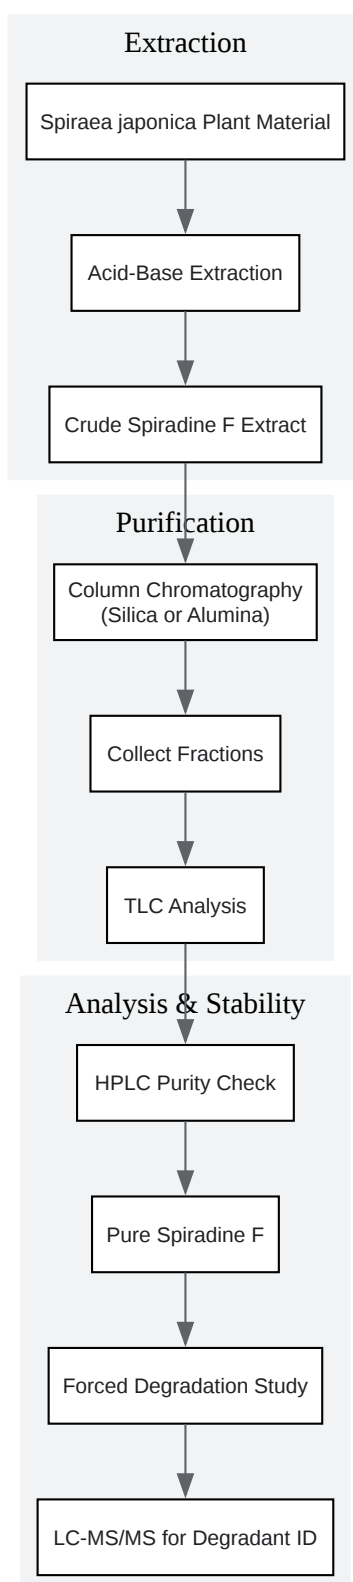 Extraction
Spiraea japonica Plant Material
Acid-Base Extraction
Crude Spiradine F Extract
Purification
Column Chromatography
(Silica or Alumina)
Collect Fractions
TLC Analysis
Analysis & Stability
HPLC Purity Check
Pure Spiradine F
Forced Degradation Study
LC-MS/MS for Degradant ID